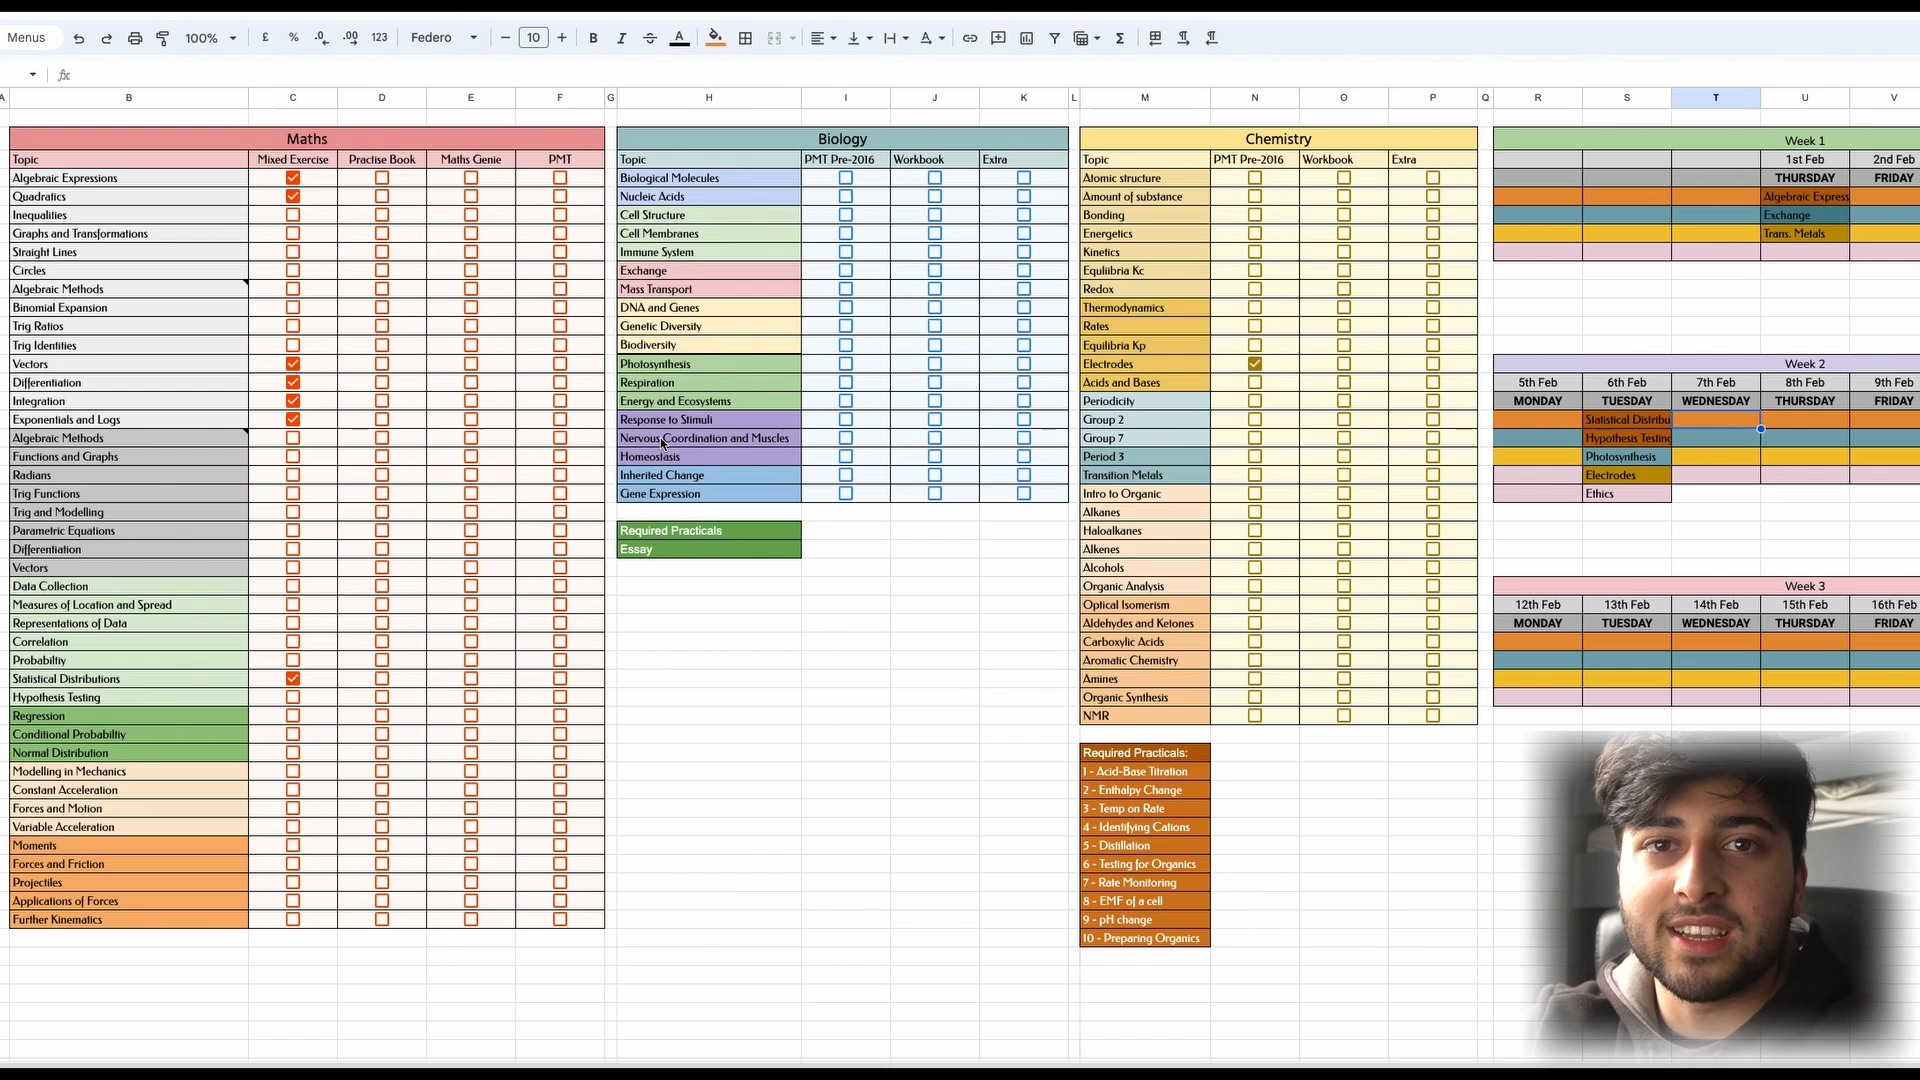 Menus 100% £ % .0 .00 123 Federo 10 B I A Σ
fx
A B C D E F G H I J K L M N O P Q R S T U V
Maths
Topic Mixed Exercise Practise Book Maths Genie PMT
Algebraic Expressions
Quadratics
Inequalities
Graphs and Transformations
Straight Lines
Circles
Algebraic Methods
Binomial Expansion
Trig Ratios
Trig Identities
Vectors
Differentiation
Integration
Exponentials and Logs
Algebraic Methods
Functions and Graphs
Radians
Trig Functions
Trig and Modelling
Parametric Equations
Differentiation
Vectors
Data Collection
Measures of Location and Spread
Representations of Data
Correlation
Probabiltiy
Statistical Distributions
Hypothesis Testing
Regression
Conditional Probabiltiy
Normal Distribution
Modelling in Mechanics
Constant Acceleration
Forces and Motion
Variable Acceleration
Moments
Forces and Friction
Projectiles
Applications of Forces
Further Kinematics
Biology
Topic PMT Pre-2016 Workbook Extra
Biological Molecules
Nucleic Acids
Cell Structure
Cell Membranes
Immune System
Exchange
Mass Transport
DNA and Genes
Genetic Diversity
Biodiversity
Photosynthesis
Respiration
Energy and Ecosystems
Response to Stimuli
Nervous Coordination and Muscles
Homeostasis
Inherited Change
Gene Expression
Required Practicals
Essay
Chemistry
Topic PMT Pre-2016 Workbook Extra
Atomic structure
Amount of substance
Bonding
Energetics
Kinetics
Equliibria Kc
Redox
Thermodynamics
Rates
Equilibria Kp
Electrodes
Acids and Bases
Periodicity
Group 2
Group 7
Period 3
Transition Metals
Intro to Organic
Alkanes
Haloalkanes
Alkenes
Alcohols
Organic Analysis
Optical Isomerism
Aldehydes and Ketones
Carboxylic Acids
Aromatic Chemistry
Amines
Organic Synthesis
NMR
Required Practicals:
1 - Acid-Base Titration
2 - Enthalpy Change
3 - Temp on Rate
4 - Identifying Cations
5 - Distillation
6 - Testing for Organics
7 - Rate Monitoring
8 - EMF of a cell
9 - pH change
10 - Preparing Organics
Week 1
1st Feb 2nd Feb
THURSDAY FRIDAY
Algebraic Express
Exchange
Trans. Metals
Week 2
5th Feb 6th Feb 7th Feb 8th Feb 9th Feb
MONDAY TUESDAY WEDNESDAY THURSDAY FRIDAY
Statistical Distribu
Hypothesis Testing
Photosynthesis
Electrodes
Ethics
Week 3
12th Feb 13th Feb 14th Feb 15th Feb 16th Feb
MONDAY TUESDAY WEDNESDAY THURSDAY FRIDAY